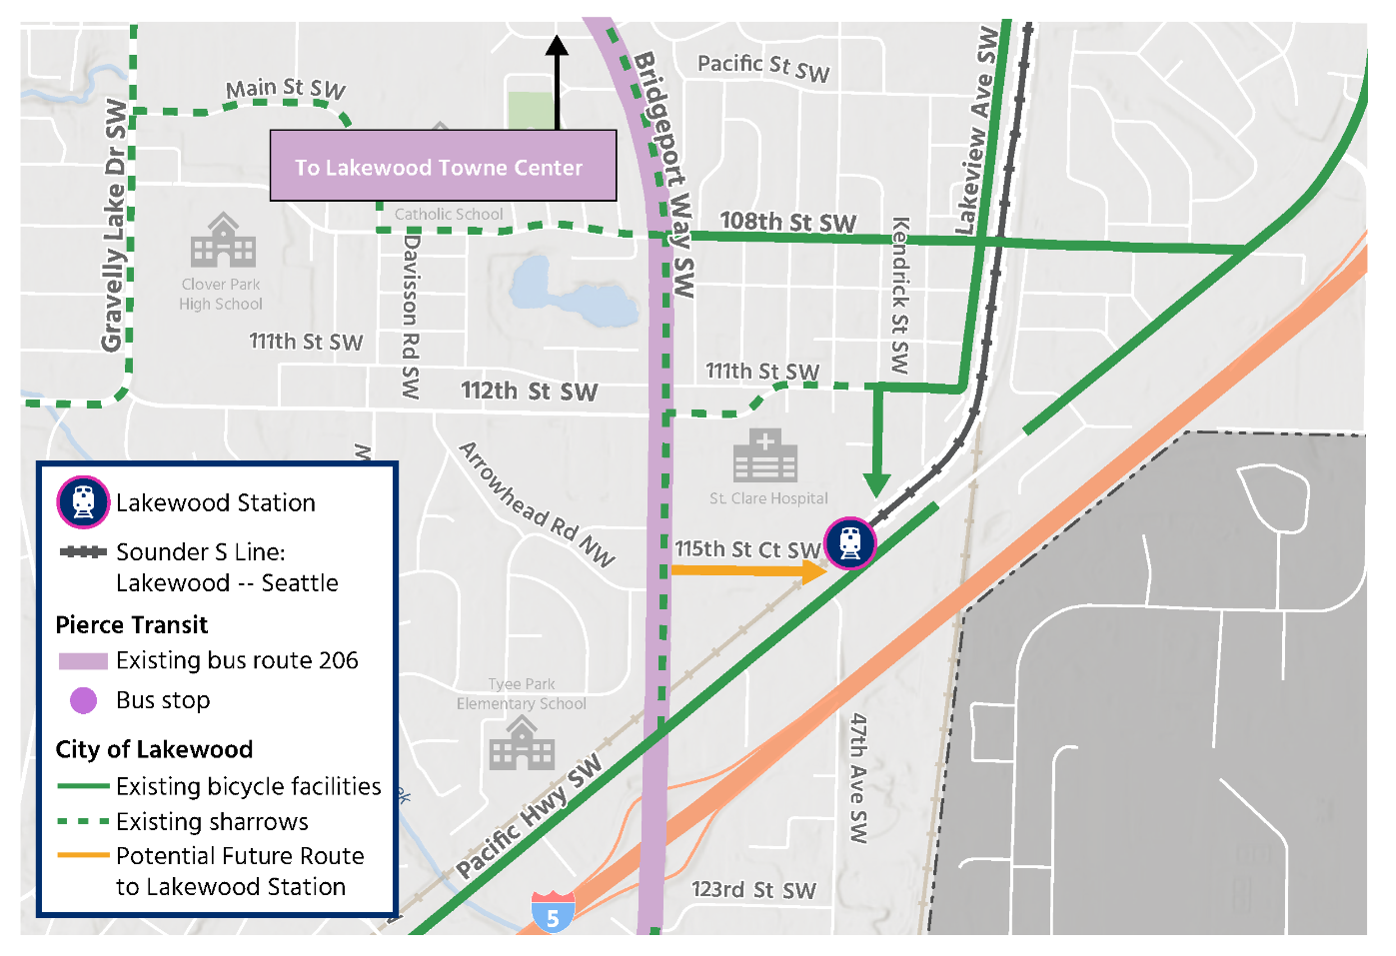 Pacific St SW
Main St SW
Bridgeport Way SW
Lakeview Ave SW
Gravelly Lake Dr SW
To Lakewood Towne Center
Catholic School
108th St SW
Kendrick St SW
Davisson Rd SW
Clover Park
High School
111th St SW
111th St SW
112th St SW
Arrowhead Rd NW
St. Clare Hospital
115th St Ct SW
Tyee Park
Elementary School
Pacific Hwy SW
47th Ave SW
123rd St SW
5
W
Lakewood Station
Sounder S Line:
Lakewood -- Seattle
Pierce Transit
Existing bus route 206
Bus stop
City of Lakewood
Existing bicycle facilities
Existing sharrows
Potential Future Route
to Lakewood Station